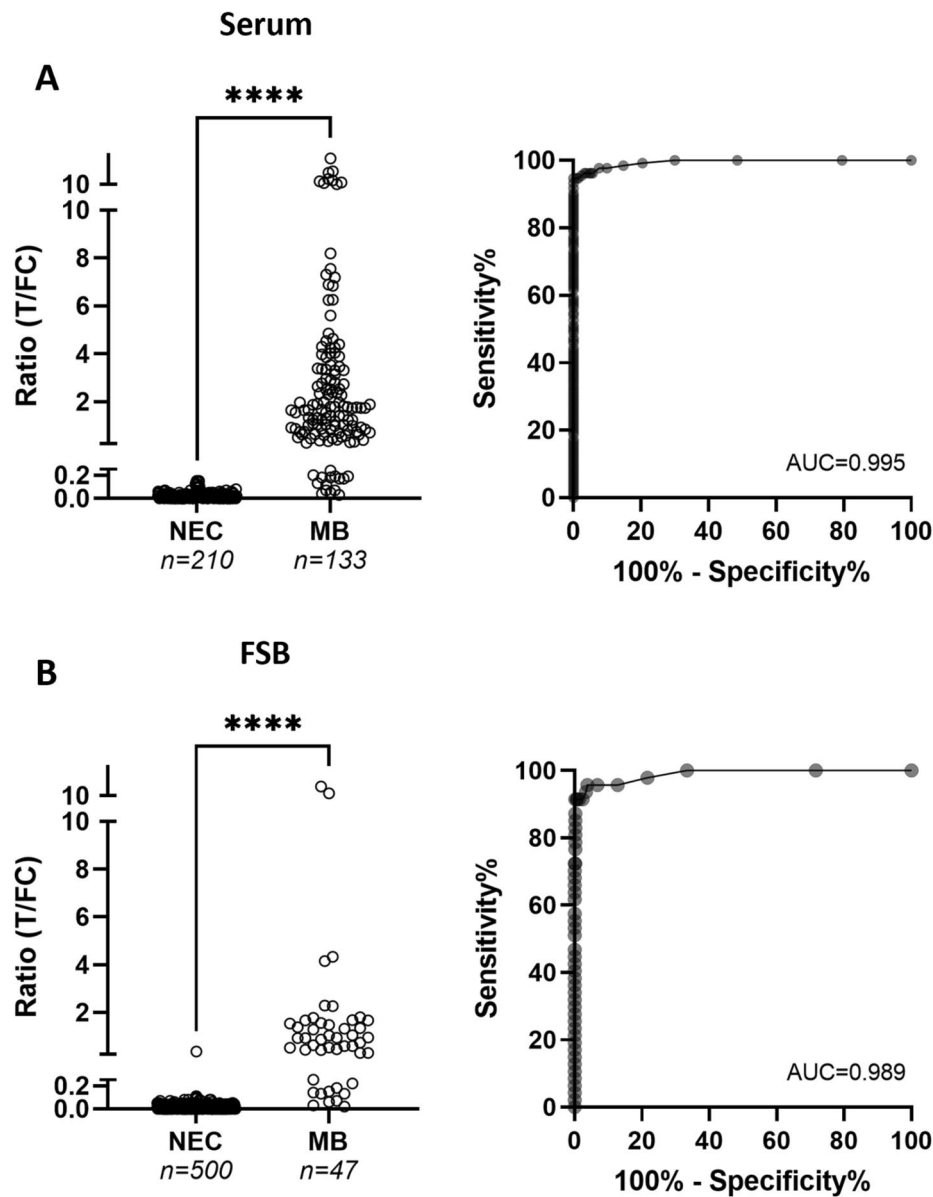 Serum
A
****
10
10
8
6
4
2
0.2
0.0
Ratio (T/FC)
NEC
MB
n=210
n=133
100
80
60
40
20
0
Sensitivity%
AUC=0.995
0 20 40 60 80 100
100% - Specificity%
FSB
B
****
10
10
8
6
4
2
0.2
0.0
Ratio (T/FC)
NEC
MB
n=500
n=47
100
80
60
40
20
0
Sensitivity%
AUC=0.989
0 20 40 60 80 100
100% - Specificity%